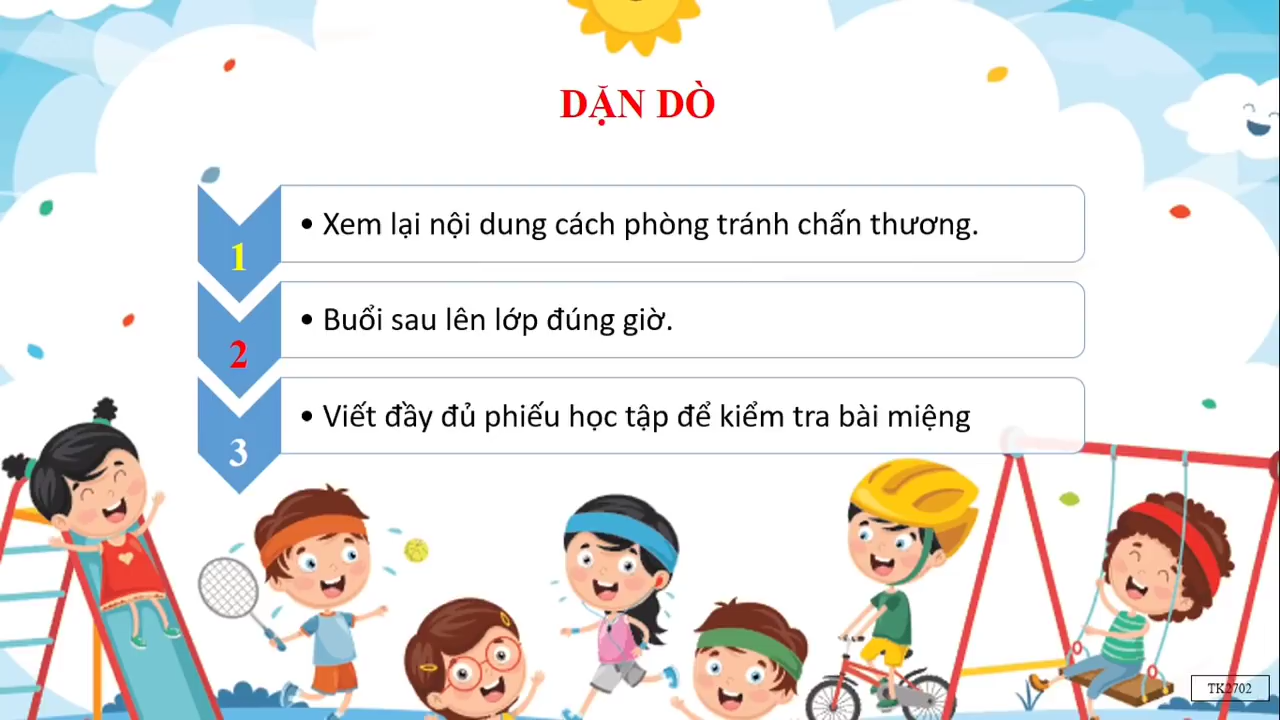 DẶN DÒ
1
• Xem lại nội dung cách phòng tránh chấn thương.
2
• Buổi sau lên lớp đúng giờ.
3
• Viết đầy đủ phiếu học tập để kiểm tra bài miệng
TK2702